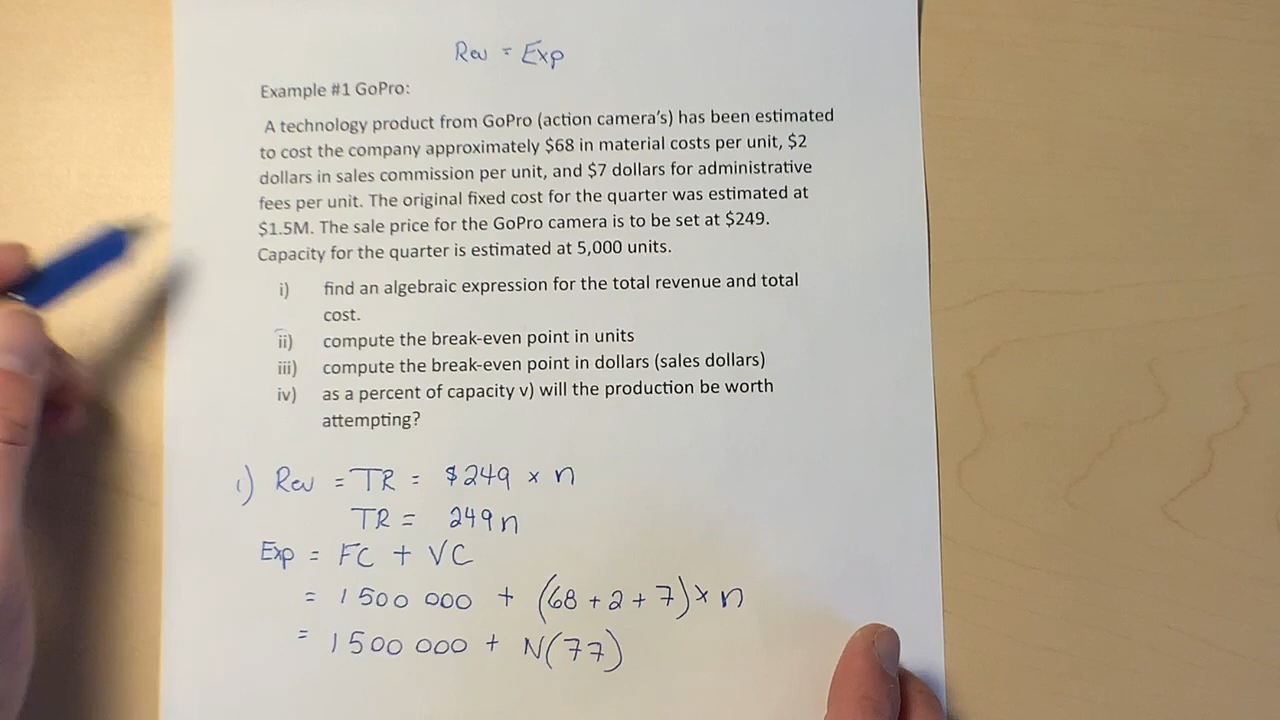 Rev = Exp
Example #1 GoPro:
A technology product from GoPro (action camera’s) has been estimated
to cost the company approximately $68 in material costs per unit, $2
dollars in sales commission per unit, and $7 dollars for administrative
fees per unit. The original fixed cost for the quarter was estimated at
$1.5M. The sale price for the GoPro camera is to be set at $249.
Capacity for the quarter is estimated at 5,000 units.
i) find an algebraic expression for the total revenue and total
cost.
ii) compute the break-even point in units
iii) compute the break-even point in dollars (sales dollars)
iv) as a percent of capacity v) will the production be worth
attempting?
i) Rev = TR = $249 × n
TR = 249n
Exp = FC + VC
= 1 500 000 + (68 + 2 + 7) × n
= 1 500 000 + N(77)